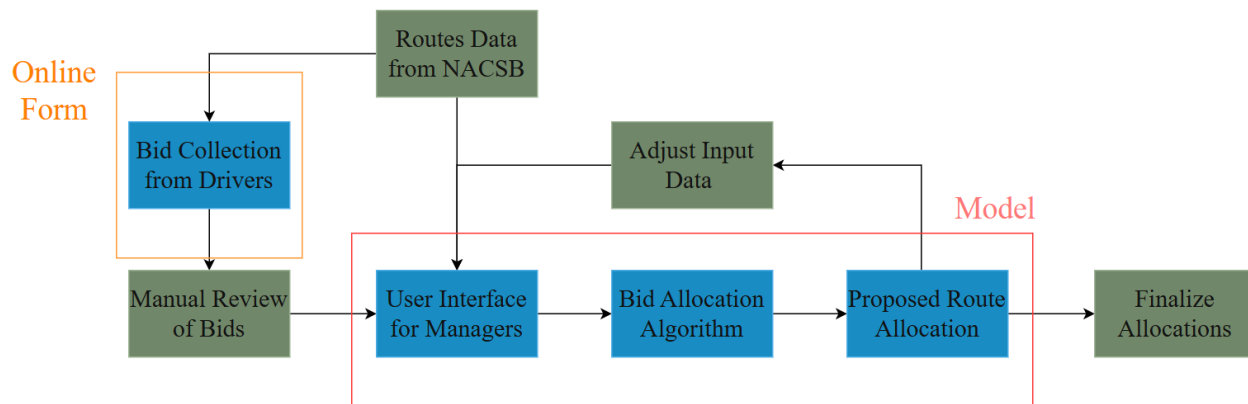 Routes Data
from NACSB
Online
Form
Bid Collection
from Drivers
Adjust Input
Data
Model
Manual Review
of Bids
User Interface
for Managers
Bid Allocation
Algorithm
Proposed Route
Allocation
Finalize
Allocations